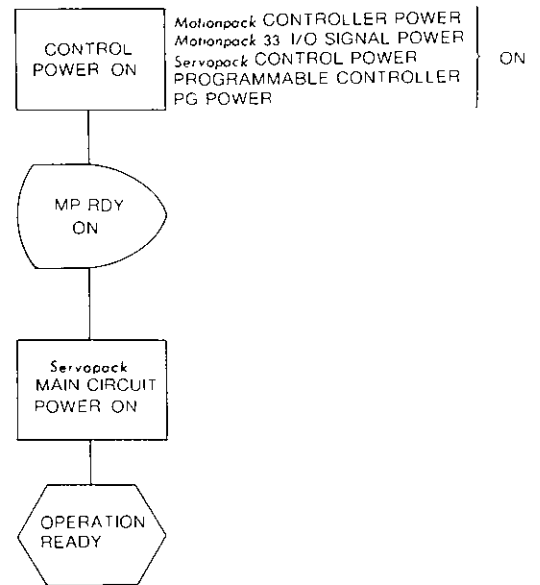 CONTROL
POWER ON
Motionpack CONTROLLER POWER
Motionpack 33 I/O SIGNAL POWER
Servopack CONTROL POWER
PROGRAMMABLE CONTROLLER
PG POWER
ON
MP RDY
ON
Servopack
MAIN CIRCUIT
POWER ON
OPERATION
READY